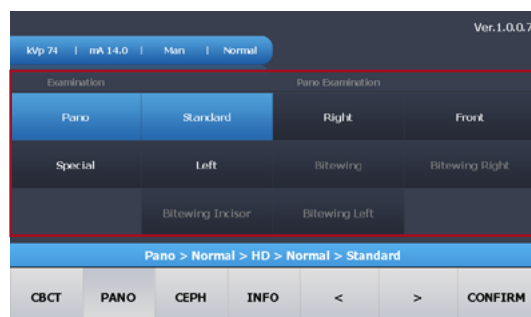 Ver.1.0.0.7
kVp 74 | mA 14.0 | Man | Normal
Examination Pano Examination
Pano Standard Right Front
Special Left Bitewing Bitewing Right
Bitewing Incisor Bitewing Left
Pano > Normal > HD > Normal > Standard
CBCT PANO CEPH INFO < > CONFIRM